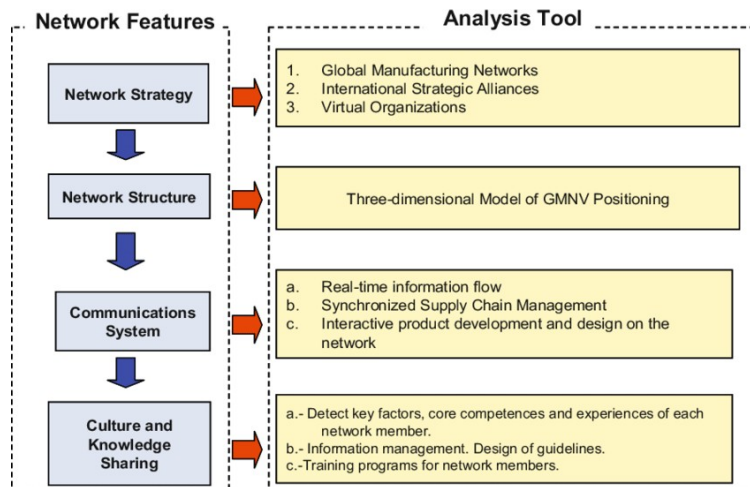 Network Features
Analysis Tool
Network Strategy
1. Global Manufacturing Networks
2. International Strategic Alliances
3. Virtual Organizations
Network Structure
Three-dimensional Model of GMNV Positioning
Communications
System
a. Real-time information flow
b. Synchronized Supply Chain Management
c. Interactive product development and design on the
network
Culture and
Knowledge
Sharing
a.- Detect key factors, core competences and experiences of each
network member.
b.- Information management. Design of guidelines.
c.-Training programs for network members.